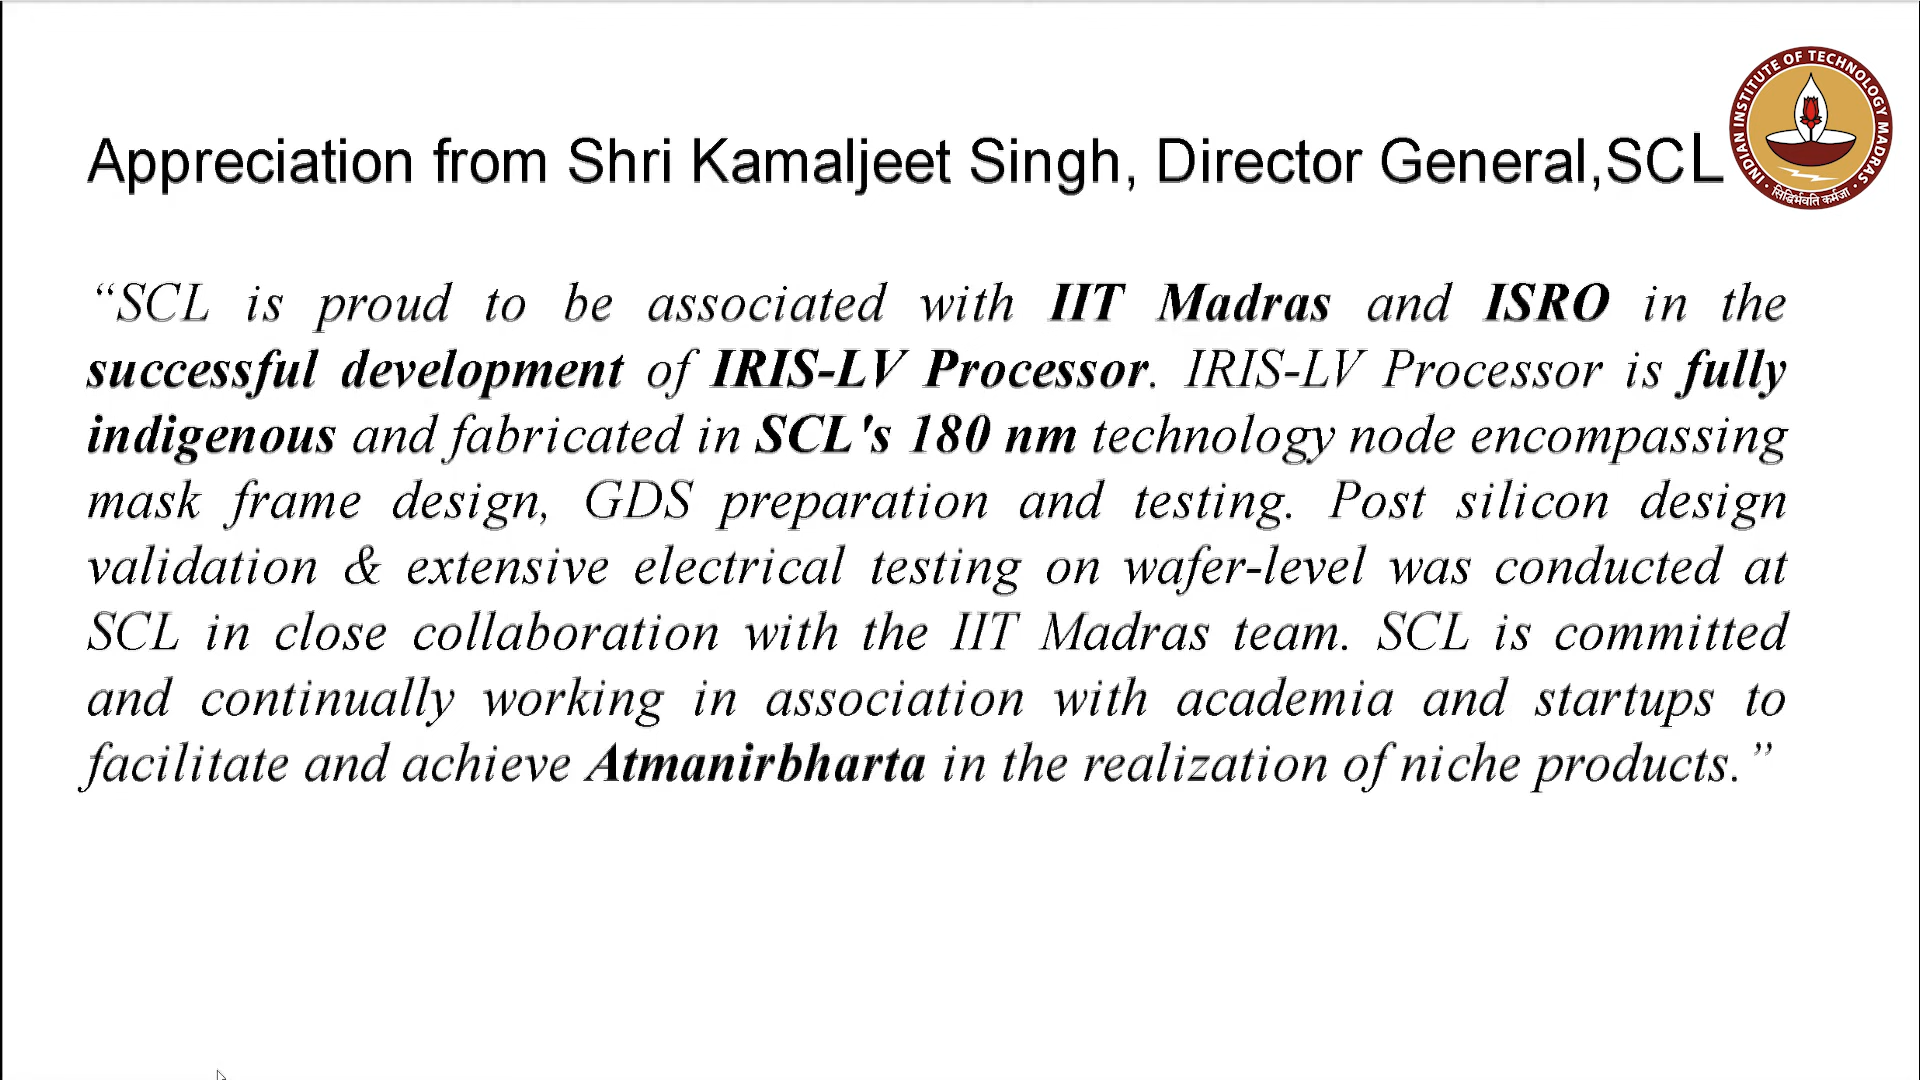 Appreciation from Shri Kamaljeet Singh, Director General,SCL
INDIAN INSTITUTE OF TECHNOLOGY MADRAS
सिद्धिर्भवति कर्मजा
“SCL is proud to be associated with IIT Madras and ISRO in the
successful development of IRIS-LV Processor. IRIS-LV Processor is fully
indigenous and fabricated in SCL's 180 nm technology node encompassing
mask frame design, GDS preparation and testing. Post silicon design
validation & extensive electrical testing on wafer-level was conducted at
SCL in close collaboration with the IIT Madras team. SCL is committed
and continually working in association with academia and startups to
facilitate and achieve Atmanirbharta in the realization of niche products.”